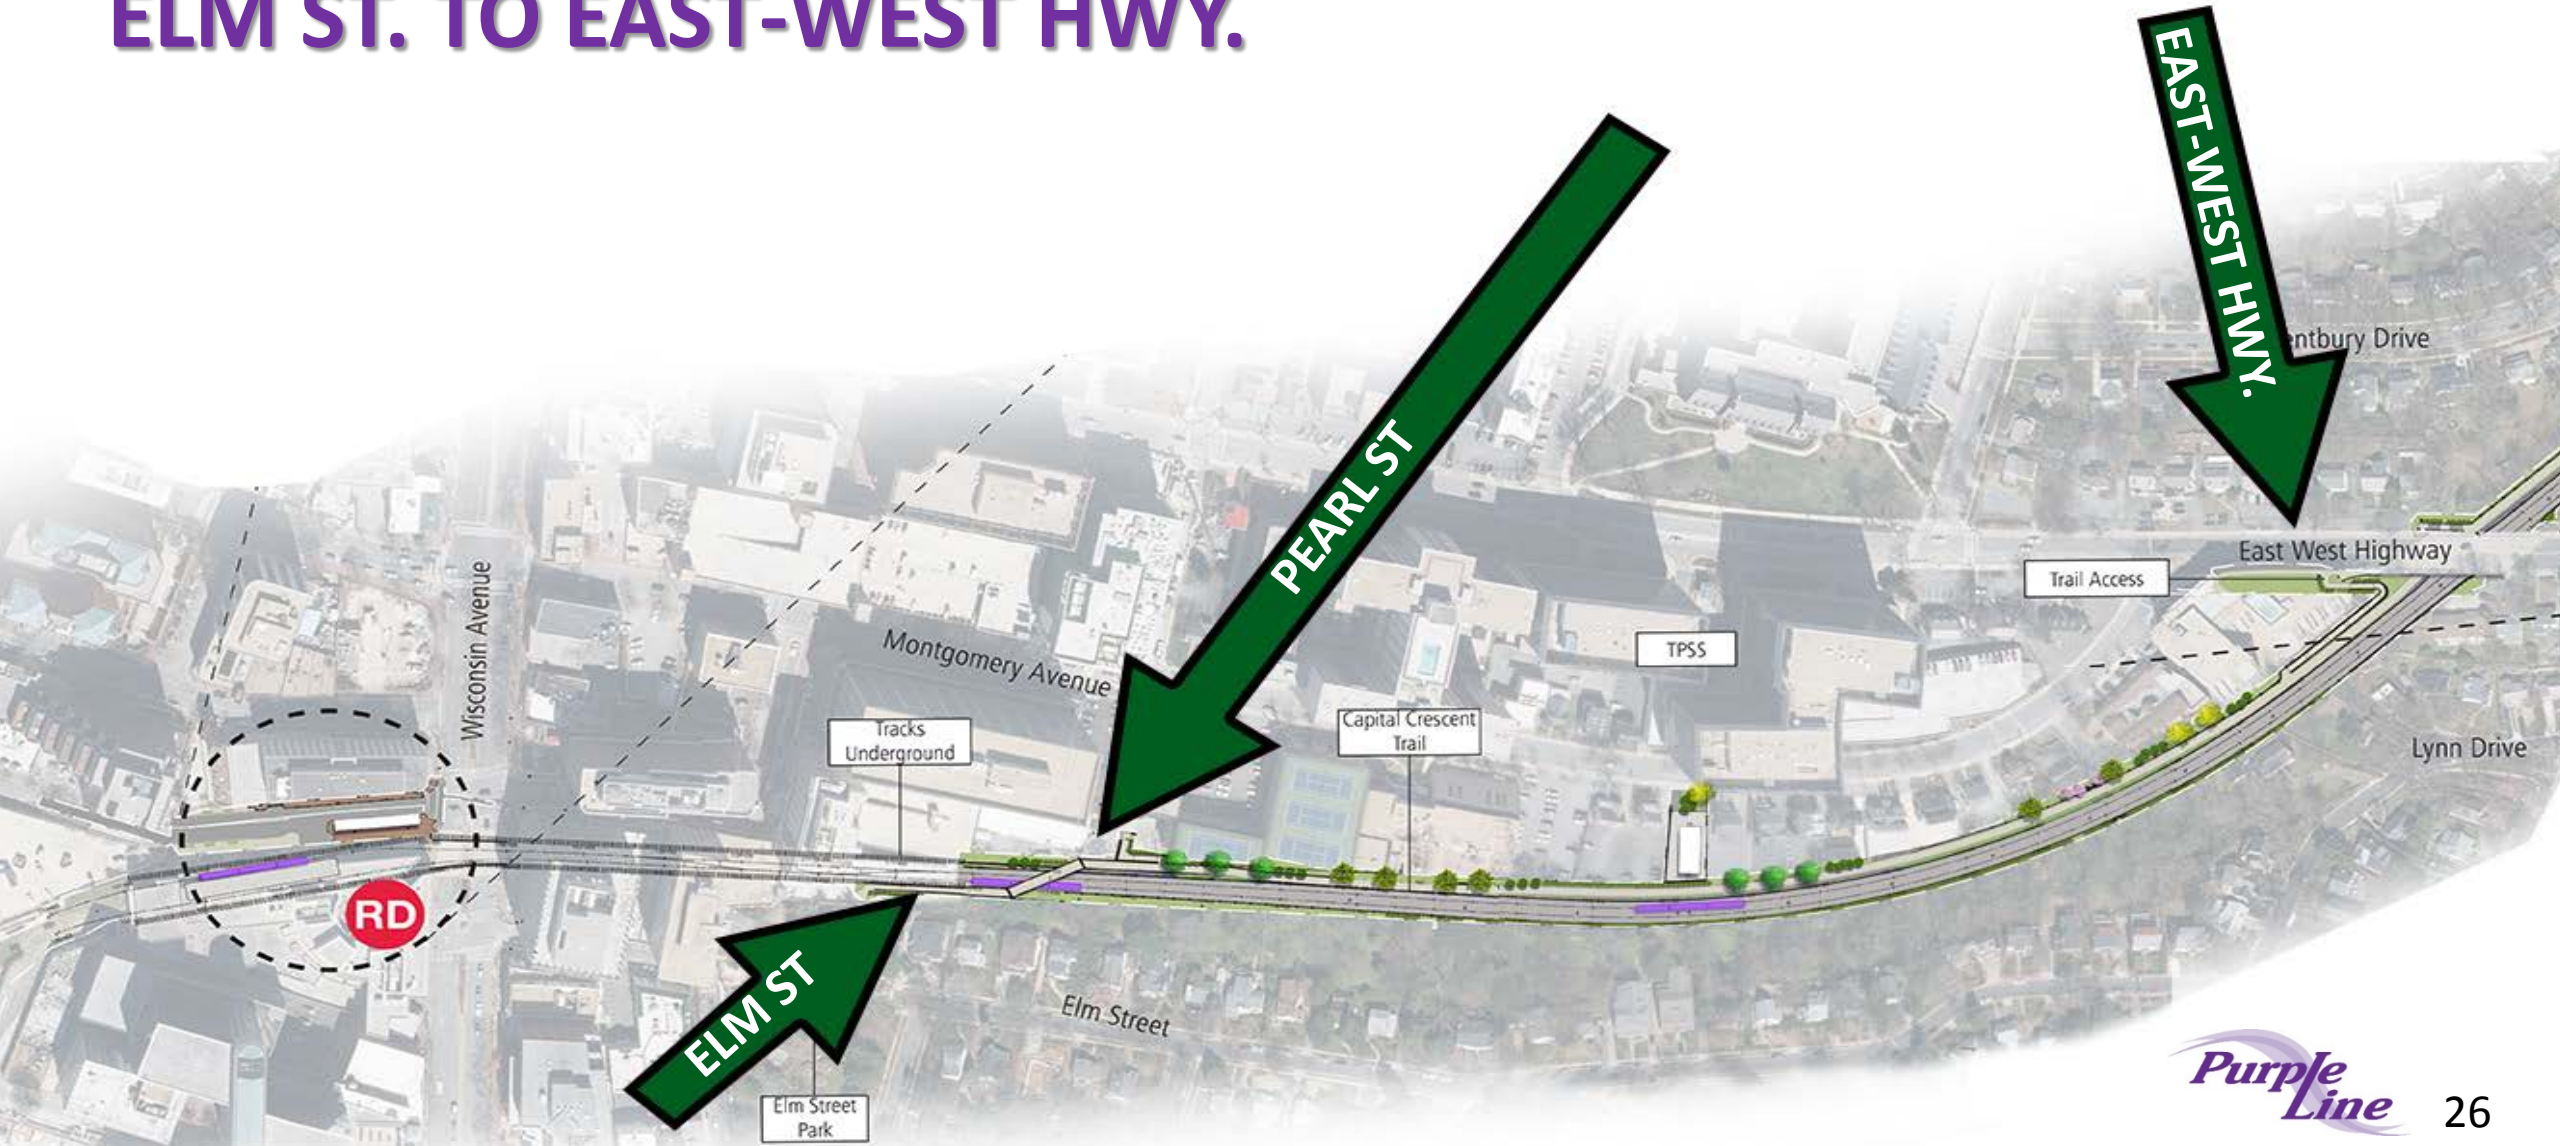 ELM ST. TO EAST-WEST HWY.
EAST-WEST HWY.
PEARL ST
entbury Drive
East West Highway
Trail Access
Wisconsin Avenue
Montgomery Avenue
TPSS
Tracks
Underground
Capital Crescent
Trail
Lynn Drive
RD
ELM ST
Elm Street
Elm Street
Park
Purple
Line
26